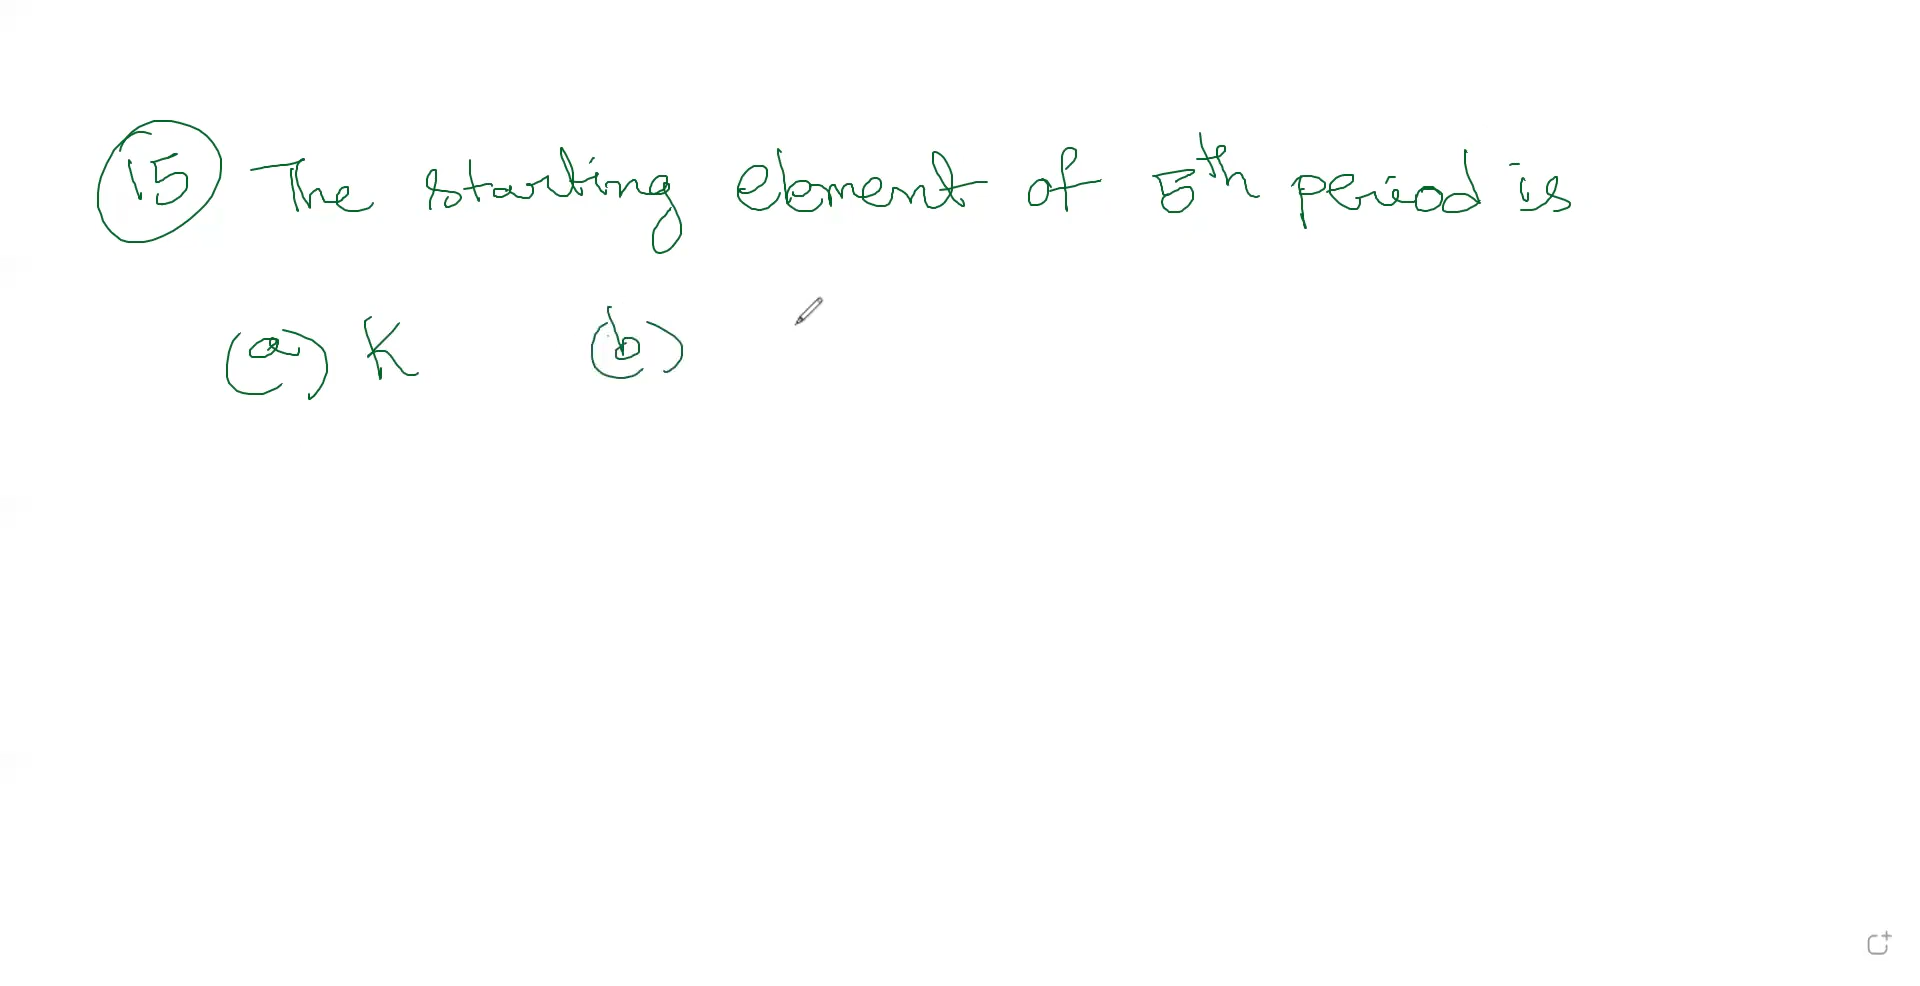 15 The starting element of 5th period is
(a) K (b)